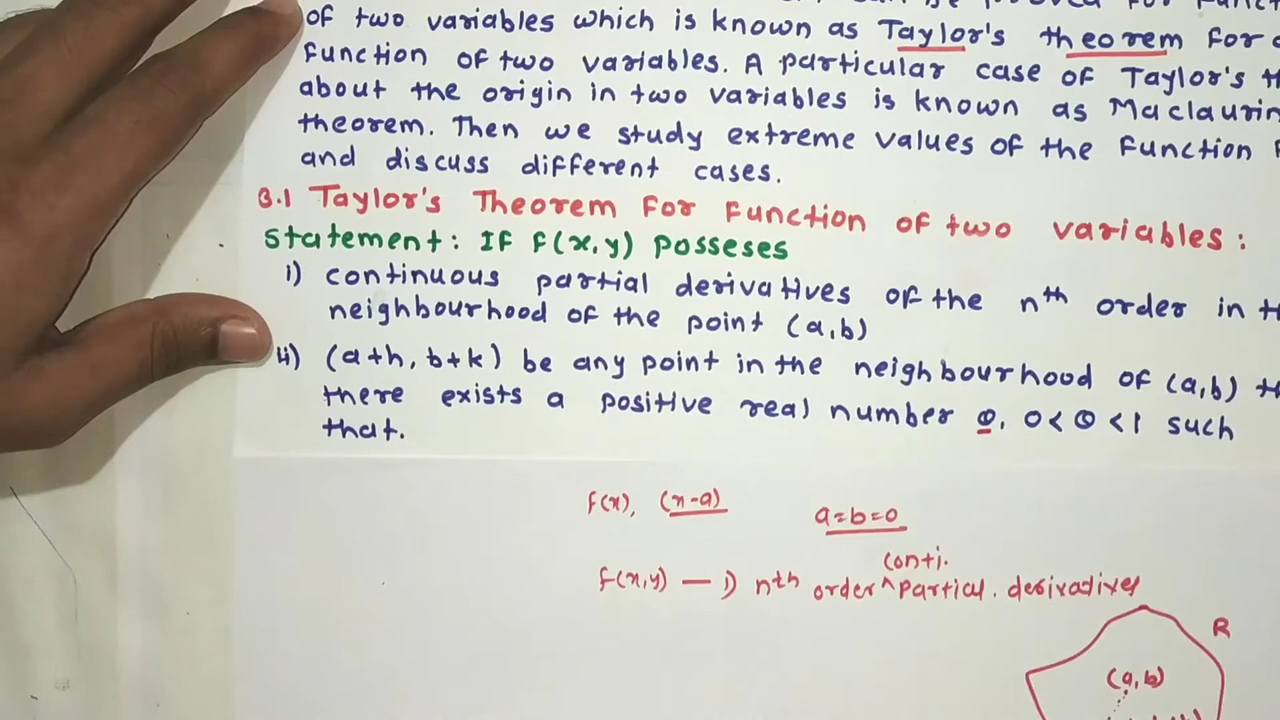 of two variables which is known as Taylor's theorem for a
function of two variables. A particular case of Taylor's
about the origin in two variables is known as Maclaurin
theorem. Then we study extreme values of the function
and discuss different cases.
3.1 Taylor's Theorem For Function of two variables:
Statement: If f(x,y) posseses
i) continuous partial derivatives of the nth order in
neighbourhood of the point (a,b)
ii) (a+h, b+k) be any point in the neighbourhood of (a,b)
there exists a positive real number θ, 0<θ<1 such
that.
f(x), (x-a)
a=b=0
conti.
f(x,y) — i) nth order ^ partial. derivatives
R
(a,b)